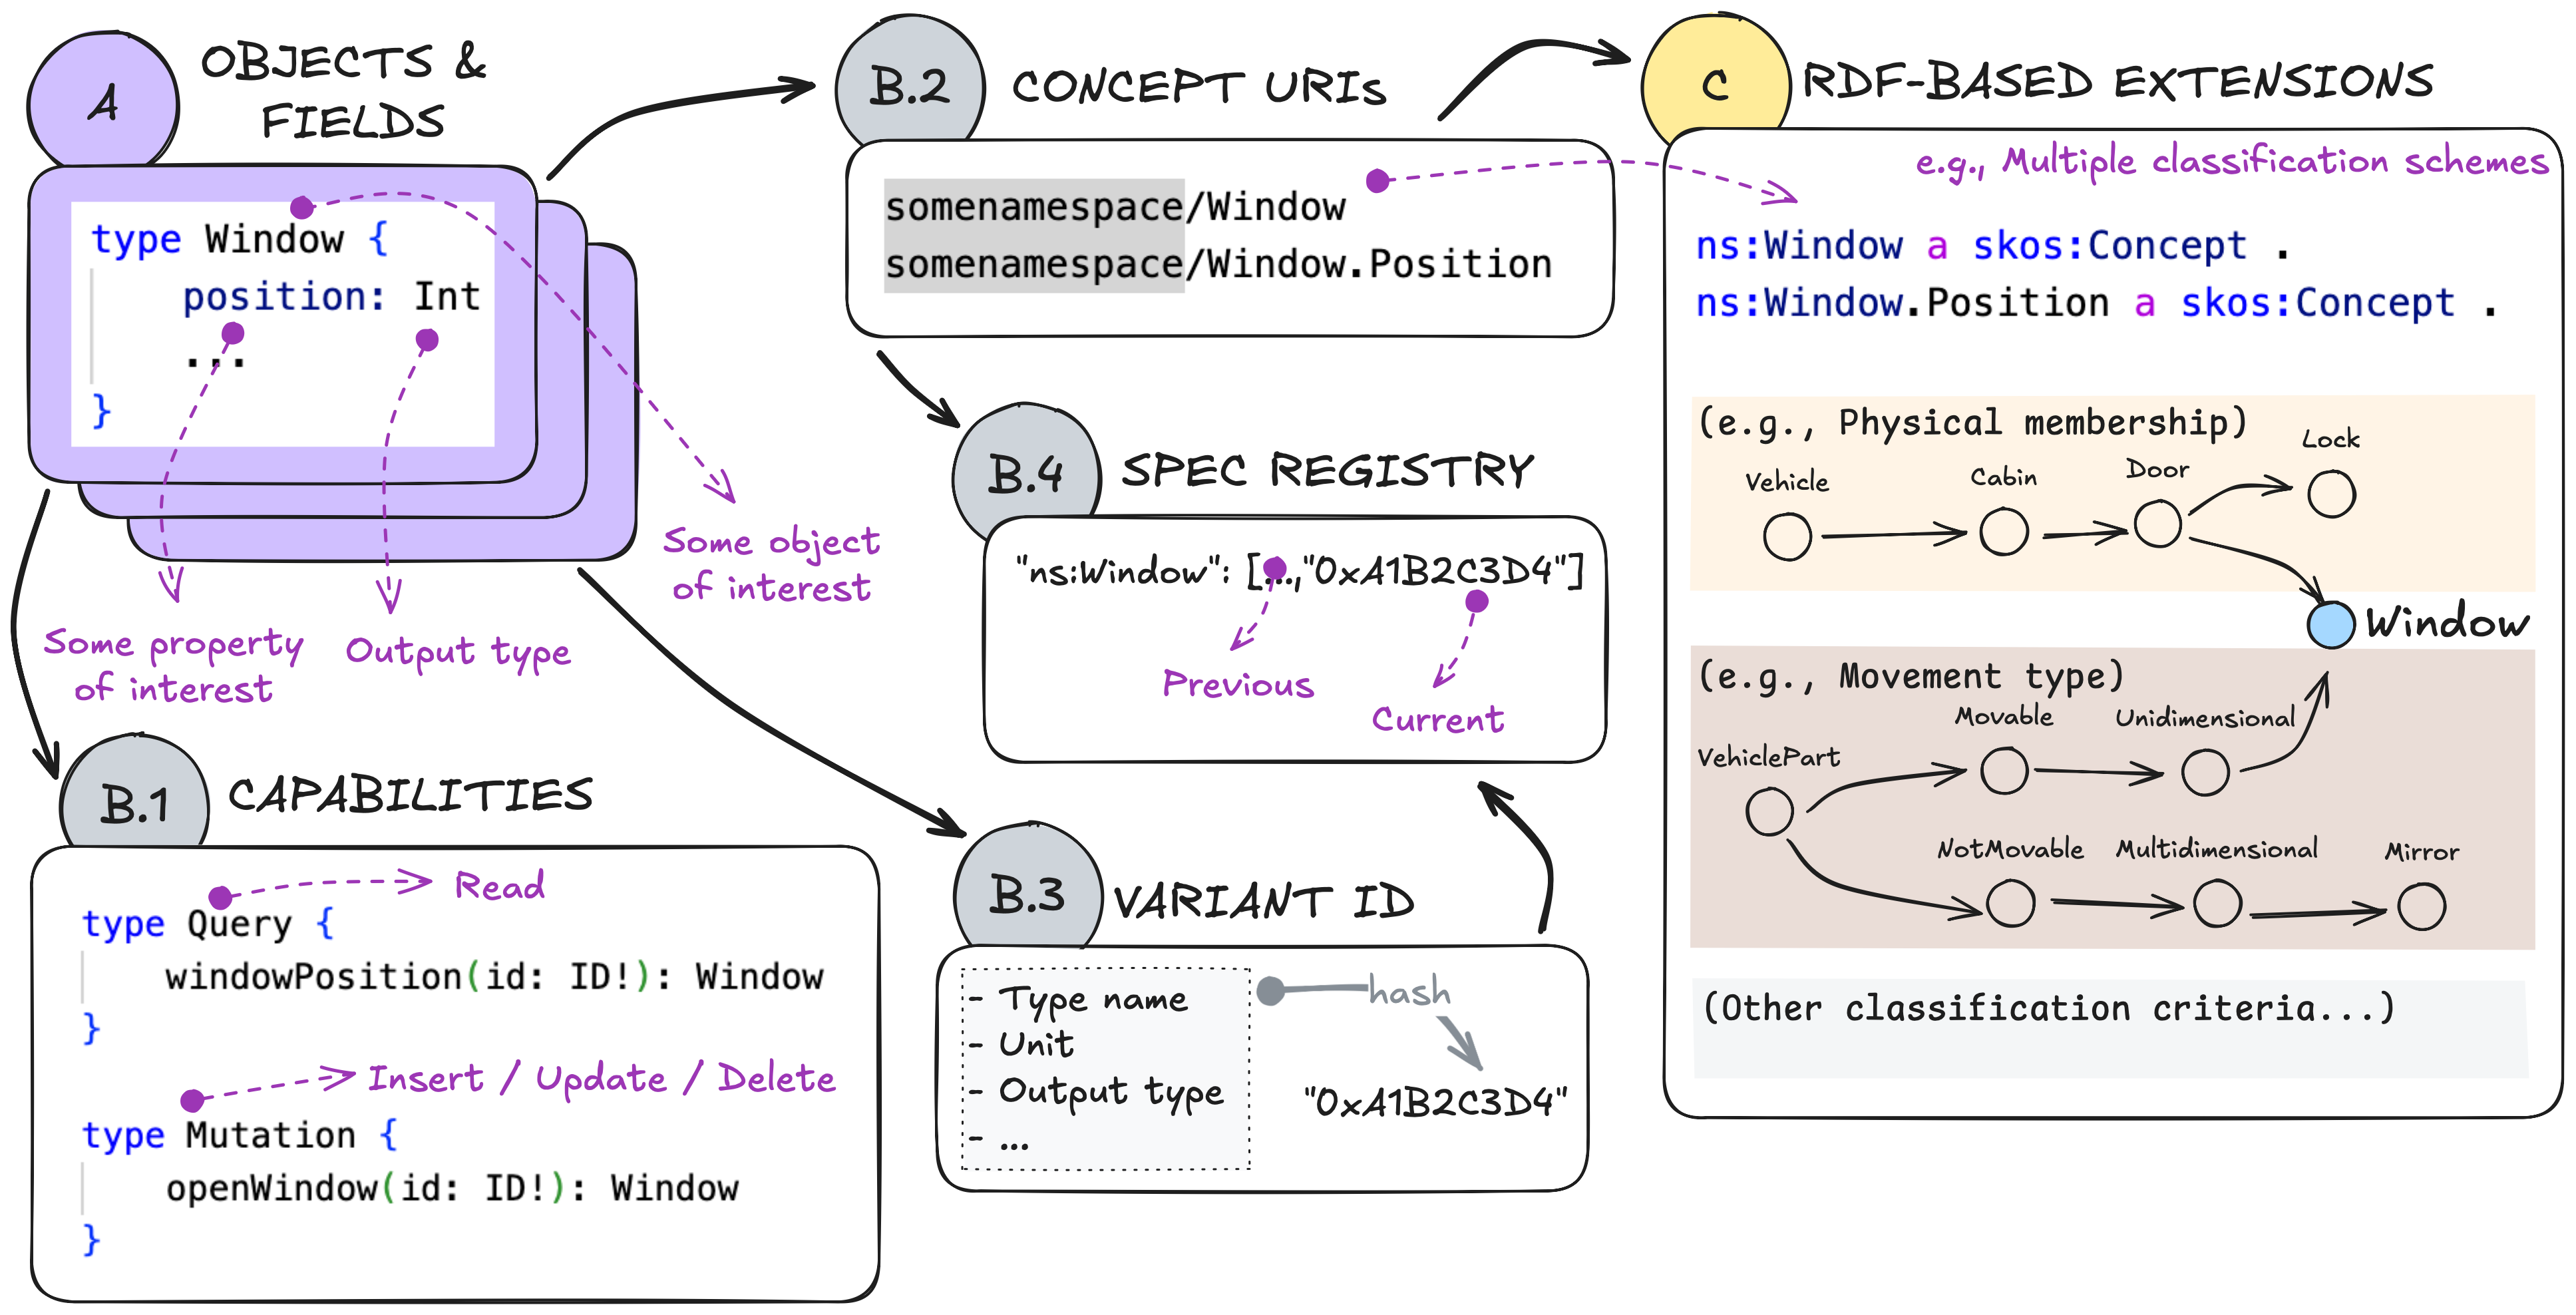 A
OBJECTS &
FIELDS
type Window {
position: Int
...
}
Some property
of interest
Output type
Some object
of interest
B.1
CAPABILITIES
Read
type Query {
windowPosition(id: ID!): Window
}
Insert / Update / Delete
type Mutation {
openWindow(id: ID!): Window
}
B.2
CONCEPT URIs
somenamespace/Window
somenamespace/Window.Position
B.4
SPEC REGISTRY
"ns:Window": [...,"0xA1B2C3D4"]
Previous
Current
B.3
VARIANT ID
- Type name
- Unit
- Output type
- ...
hash
"0xA1B2C3D4"
C
RDF-BASED EXTENSIONS
e.g., Multiple classification schemes
ns:Window a skos:Concept .
ns:Window.Position a skos:Concept .
(e.g., Physical membership)
Vehicle
Cabin
Door
Lock
Window
(e.g., Movement type)
VehiclePart
Movable
Unidimensional
NotMovable
Multidimensional
Mirror
(Other classification criteria...)